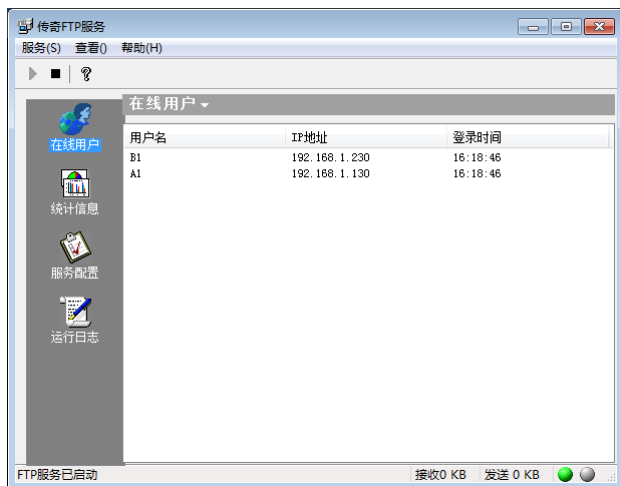 传奇FTP服务
服务(S) 查看() 帮助(H)
在线用户
在线用户
统计信息
服务配置
运行日志
用户名 IP地址 登录时间
B1 192.168.1.230 16:18:46
A1 192.168.1.130 16:18:46
FTP服务已启动 接收0 KB 发送 0 KB